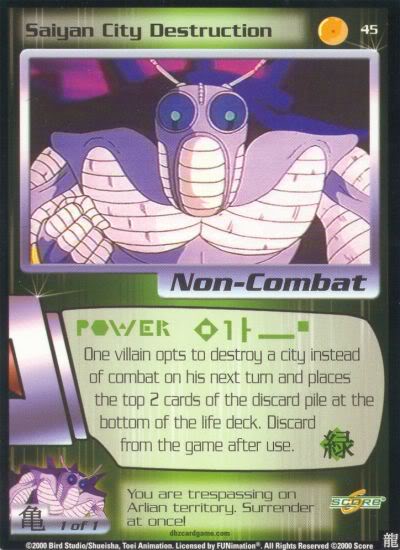 Saiyan City Destruction 45
Non-Combat
POWER
One villain opts to destroy a city instead
of combat on his next turn and places
the top 2 cards of the discard pile at the
bottom of the life deck. Discard
from the game after use.
緑
亀
1 of 1
You are trespassing on
Arlian territory. Surrender
at once!
SCORE
dbzcardgame.com
©2000 Bird Studio/Shueisha, Toei Animation. Licensed by FUNimation®. All Rights Reserved ©2000 Score
龍